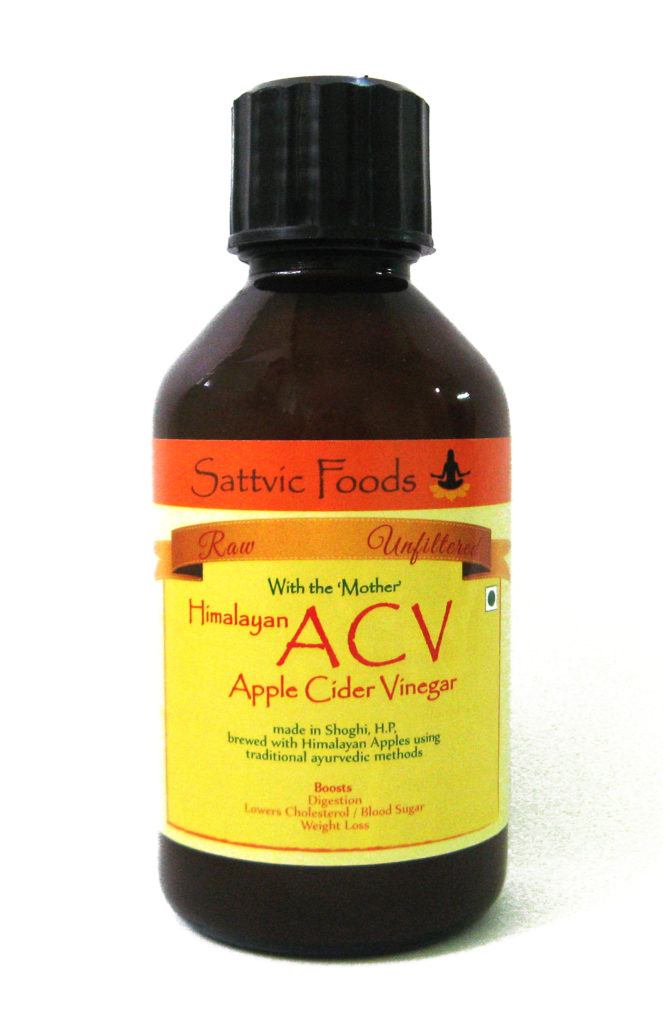 Sattvic Foods
Raw Unfiltered
With the ‘Mother’
Himalayan ACV
Apple Cider Vinegar
made in Shoghi, H.P,
brewed with Himalayan Apples using
traditional ayurvedic methods
Boosts
Digestion
Lowers Cholesterol / Blood Sugar
Weight Loss